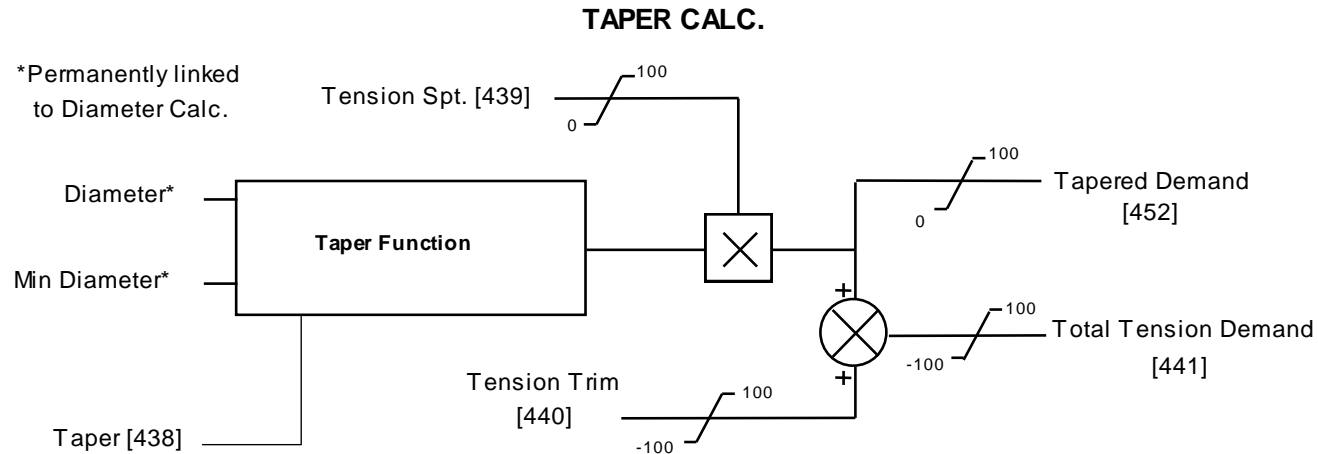 TAPER CALC.
*Permanently linked
to Diameter Calc.
Tension Spt. [439]
100
0
Diameter*
Min Diameter*
Taper Function
100
0
Tapered Demand
[452]
+
+
100
-100
Total Tension Demand
[441]
Tension Trim
[440]
100
-100
Taper [438]